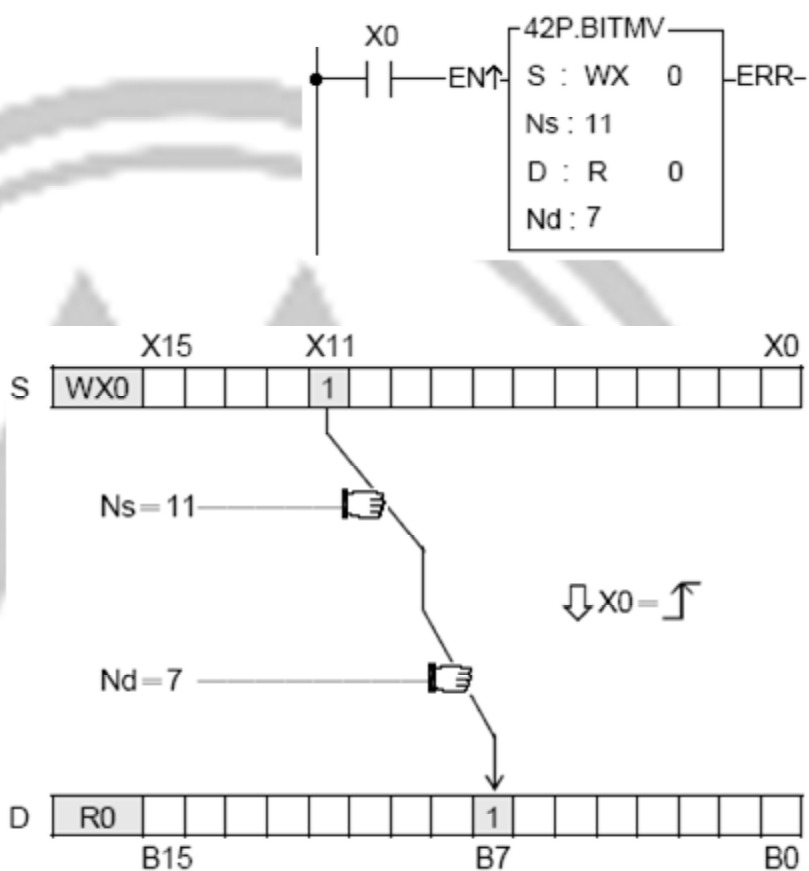 X0
42P.BITMV
EN↑
S : WX 0
ERR
Ns : 11
D : R 0
Nd : 7
X15 X11 X0
S WX0 1
Ns=11
X0=
Nd=7
D R0 1
B15 B7 B0